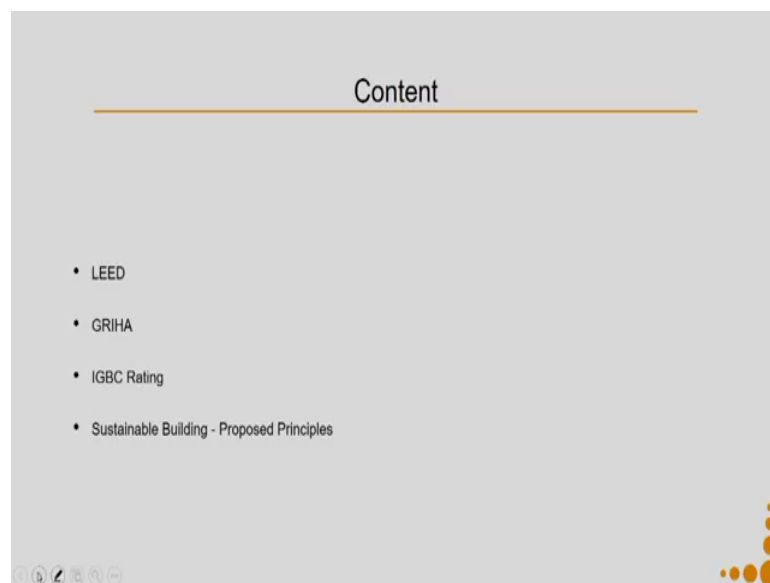 Content
• LEED
• GRIHA
• IGBC Rating
• Sustainable Building - Proposed Principles